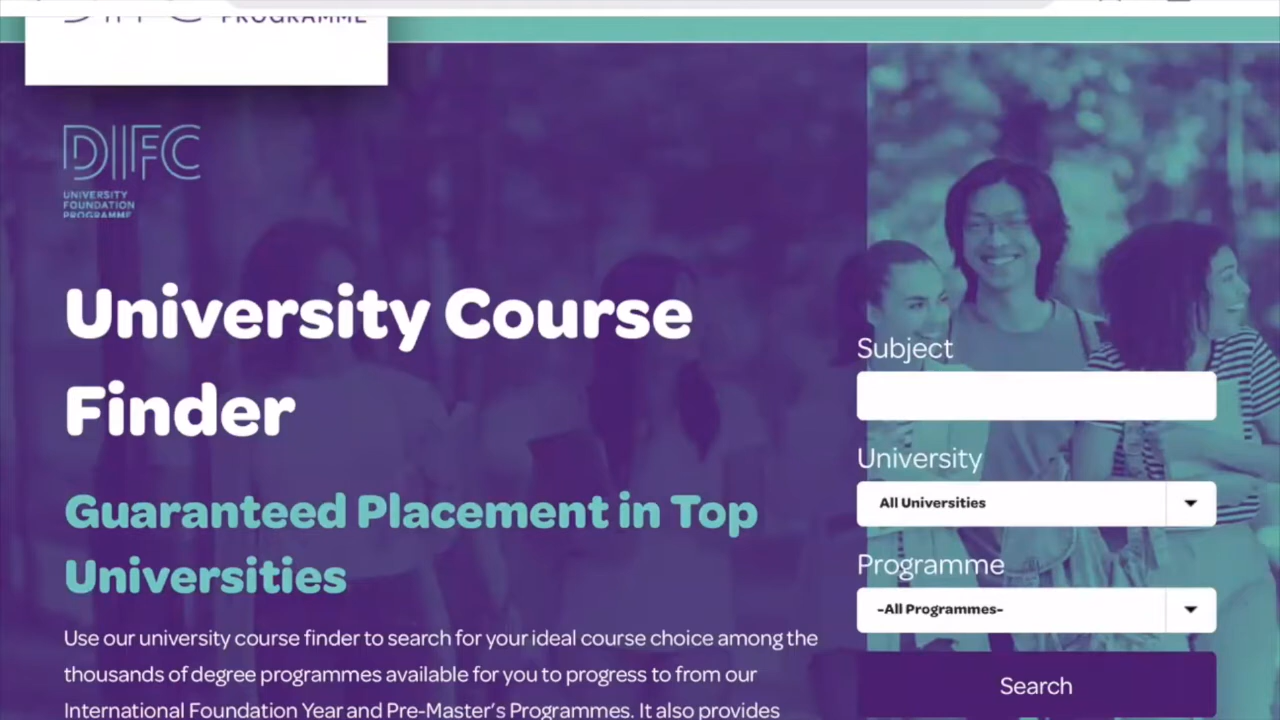 PROGRAMME
DIFC
UNIVERSITY
FOUNDATION
PROGRAMME
University Course
Finder
Guaranteed Placement in Top
Universities
Use our university course finder to search for your ideal course choice among the
thousands of degree programmes available for you to progress to from our
International Foundation Year and Pre-Master's Programmes. It also provides
Subject
University
All Universities
Programme
-All Programmes-
Search